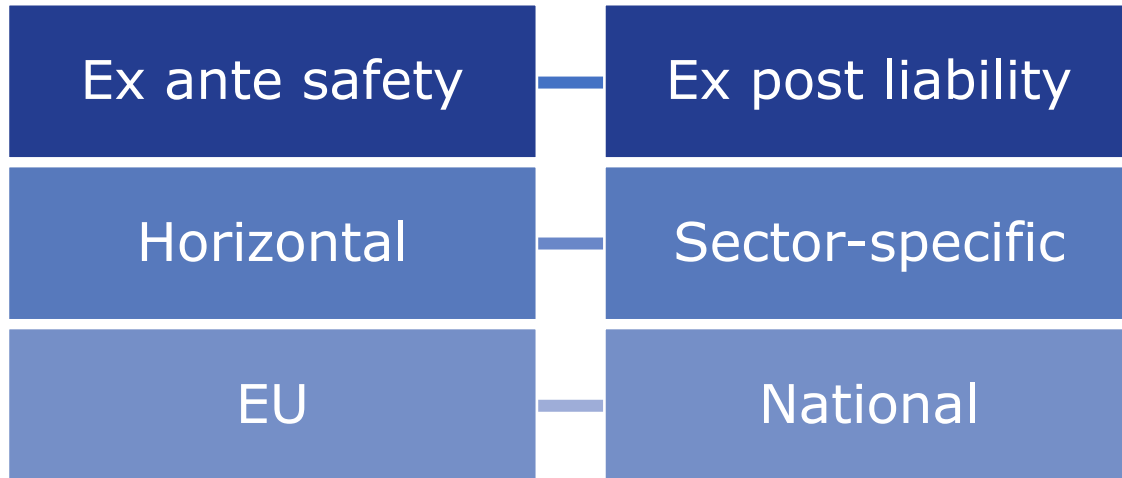 Ex ante safety
Ex post liability
Horizontal
Sector-specific
EU
National